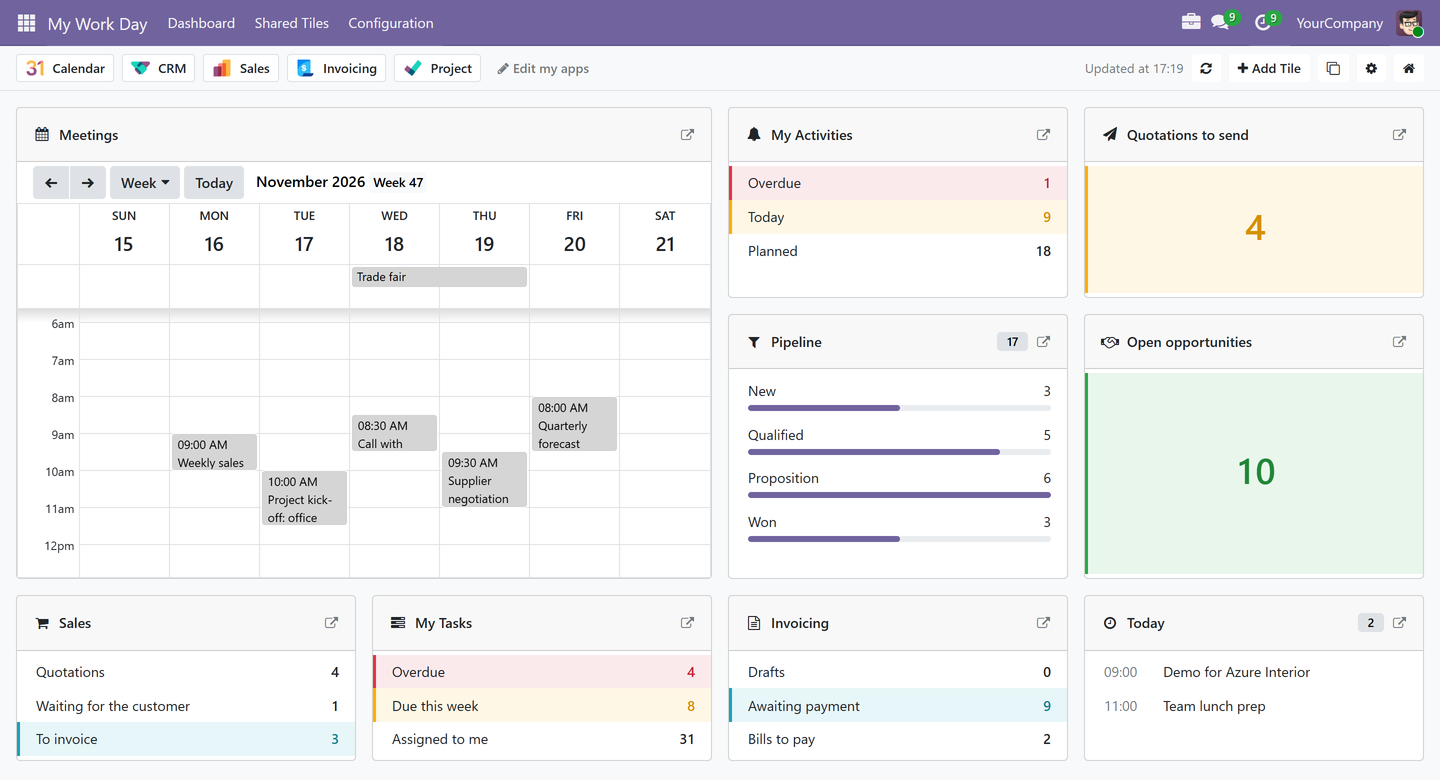 My Work Day Dashboard Shared Tiles Configuration 9 9 YourCompany
31 Calendar CRM Sales $ Invoicing Project Edit my apps Updated at 17:19 Add Tile
Meetings
Week Today November 2026 Week 47
SUN MON TUE WED THU FRI SAT
15 16 17 18 19 20 21
Trade fair
6am
7am
8am
9am
10am
11am
12pm
09:00 AM
Weekly sales
10:00 AM
Project kick-
off: office
08:30 AM
Call with
09:30 AM
Supplier
negotiation
08:00 AM
Quarterly
forecast
My Activities
Overdue 1
Today 9
Planned 18
Quotations to send
4
Pipeline 17
New 3
Qualified 5
Proposition 6
Won 3
Open opportunities
10
Sales
Quotations 4
Waiting for the customer 1
To invoice 3
My Tasks
Overdue 4
Due this week 8
Assigned to me 31
Invoicing
Drafts 0
Awaiting payment 9
Bills to pay 2
Today 2
09:00 Demo for Azure Interior
11:00 Team lunch prep